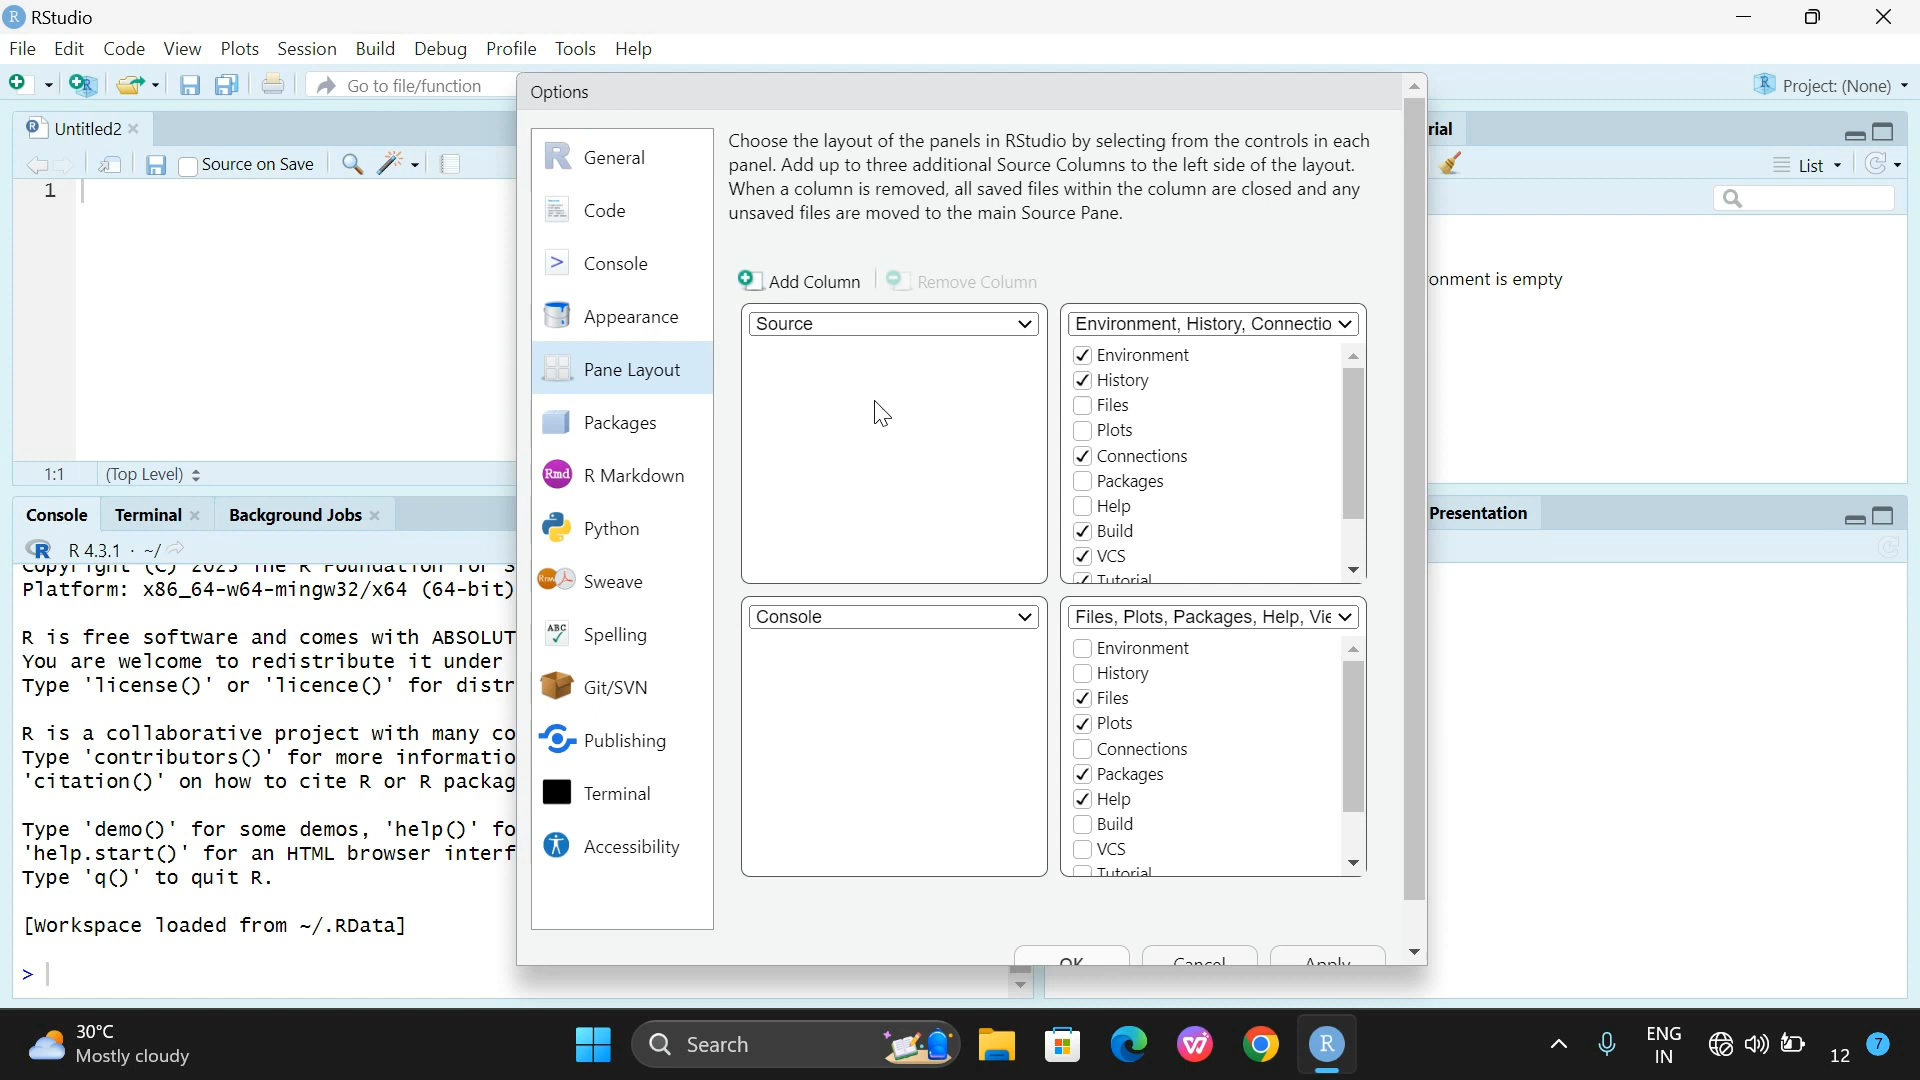 RStudio
File Edit Code View Plots Session Build Debug Profile Tools Help
Go to file/function
Project: (None)
Untitled2
Source on Save
1
1:1 (Top Level)
Console Terminal Background Jobs
R 4.3.1 · ~/
Platform: x86_64-w64-mingw32/x64 (64-bit)
R is free software and comes with ABSOLUT
You are welcome to redistribute it under
Type 'license()' or 'licence()' for distr
R is a collaborative project with many co
Type 'contributors()' for more informatio
'citation()' on how to cite R or R packag
Type 'demo()' for some demos, 'help()' fo
'help.start()' for an HTML browser interf
Type 'q()' to quit R.
[Workspace loaded from ~/.RData]
>
Options
General
Code
Console
Appearance
Pane Layout
Packages
R Markdown
Python
Sweave
Spelling
Git/SVN
Publishing
Terminal
Accessibility
Choose the layout of the panels in RStudio by selecting from the controls in each
panel. Add up to three additional Source Columns to the left side of the layout.
When a column is removed, all saved files within the column are closed and any
unsaved files are moved to the main Source Pane.
Add Column Remove Column
Source
Environment, History, Connectio
Environment
History
Files
Plots
Connections
Packages
Help
Build
VCS
Tutorial
Console
Files, Plots, Packages, Help, Vie
Environment
History
Files
Plots
Connections
Packages
Help
Build
VCS
Tutorial
OK Cancel Apply
rial
List
onment is empty
Presentation
30°C
Mostly cloudy
Search
ENG
IN
12
7